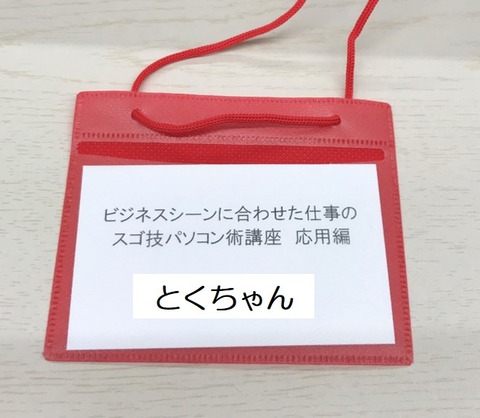 ビジネスシーンに合わせた仕事の
スゴ技パソコン術講座　応用編
とくちゃん